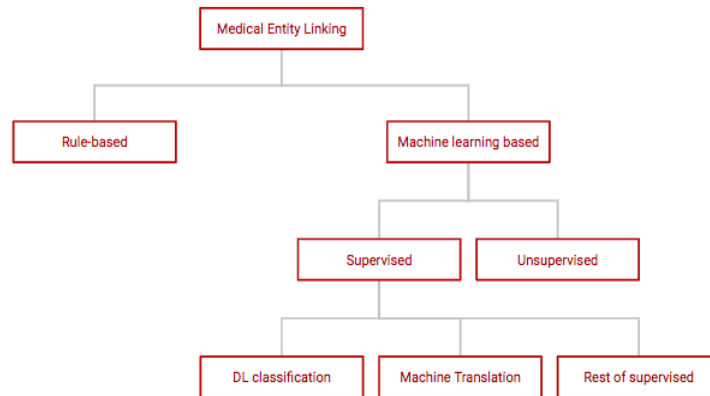 Medical Entity Linking
Rule-based
Machine learning based
Supervised
Unsupervised
DL classification
Machine Translation
Rest of supervised